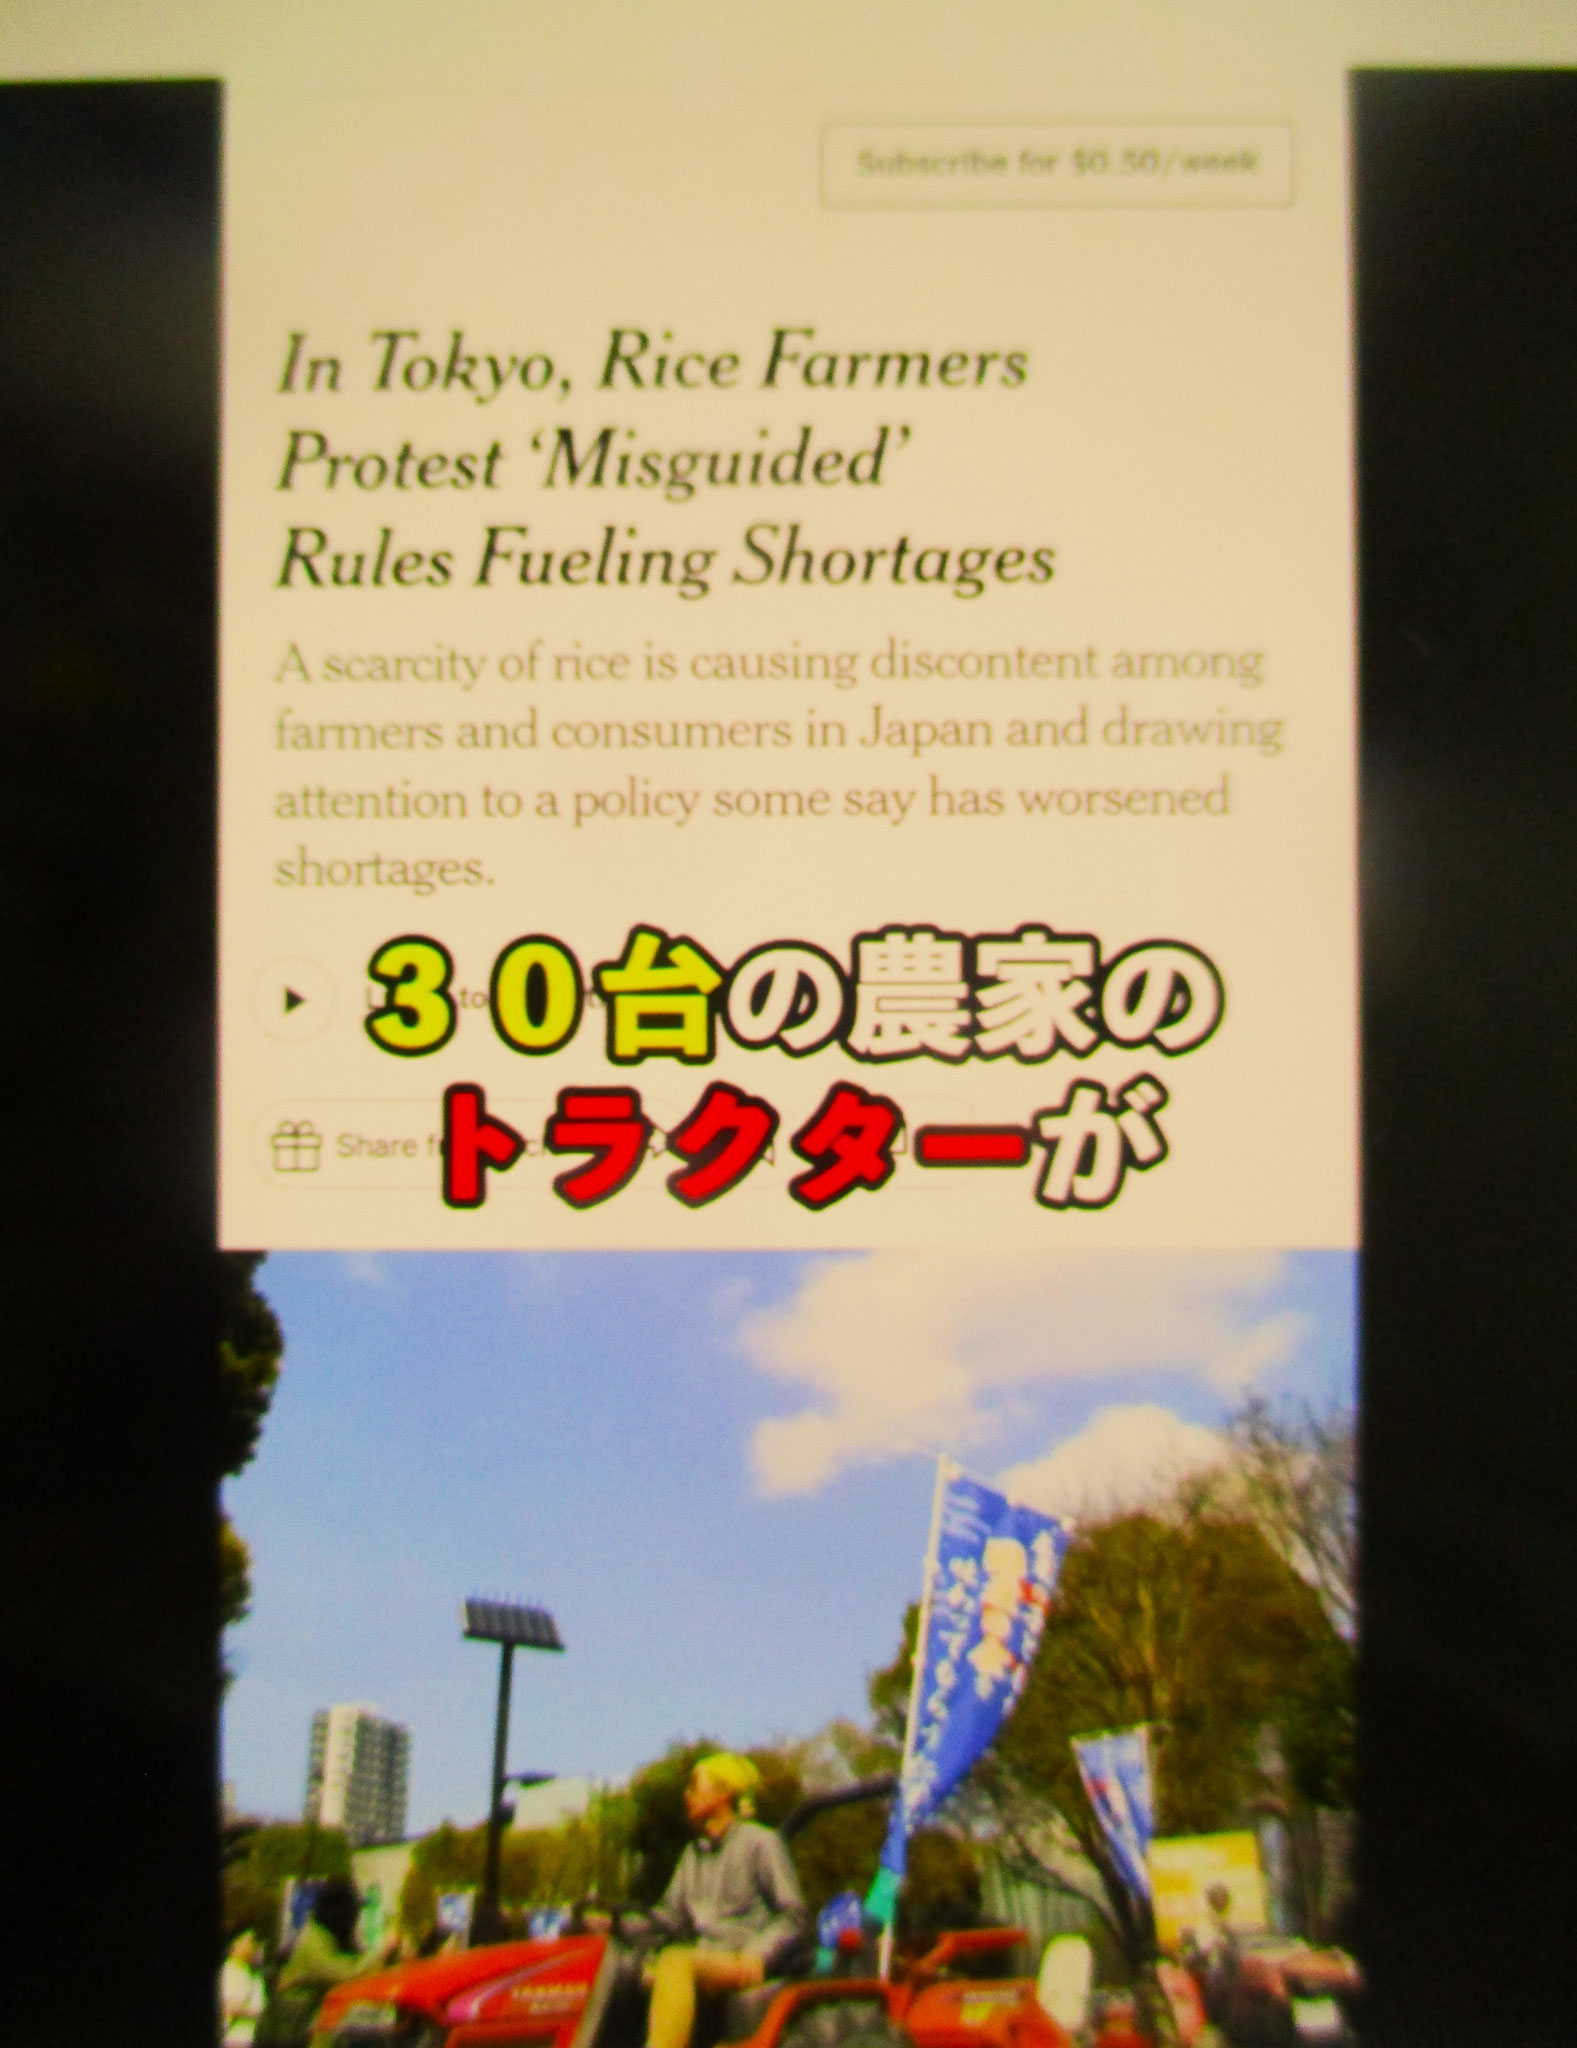 Subscribe for $0.50/week
In Tokyo, Rice Farmers
Protest ‘Misguided’
Rules Fueling Shortages
A scarcity of rice is causing discontent among
farmers and consumers in Japan and drawing
attention to a policy some say has worsened
shortages.
30台の農家の
トラクターが
Share